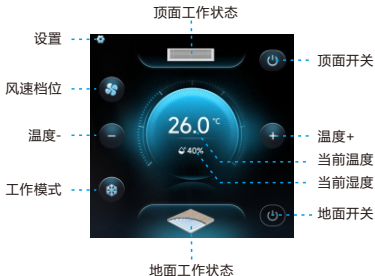 顶面工作状态
设置
顶面开关
风速档位
26.0 °C
40%
温度-
温度+
当前温度
当前湿度
工作模式
地面开关
地面工作状态